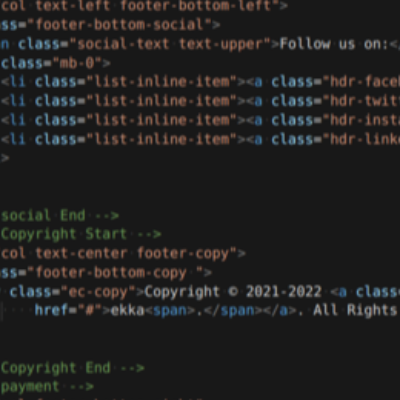 col text-left footer-bottom-left">
ss="footer-bottom-social">
n class="social-text text-upper">Follow us on:</
class="mb-0">
<li class="list-inline-item"><a class="hdr-face
<li class="list-inline-item"><a class="hdr-twit
<li class="list-inline-item"><a class="hdr-inst
<li class="list-inline-item"><a class="hdr-link
>
social End -->
Copyright Start -->
col text-center footer-copy">
ss="footer-bottom-copy ">
class="ec-copy">Copyright © 2021-2022 <a class
href="#">ekka<span>.</span></a>. All Rights
Copyright End -->
payment -->